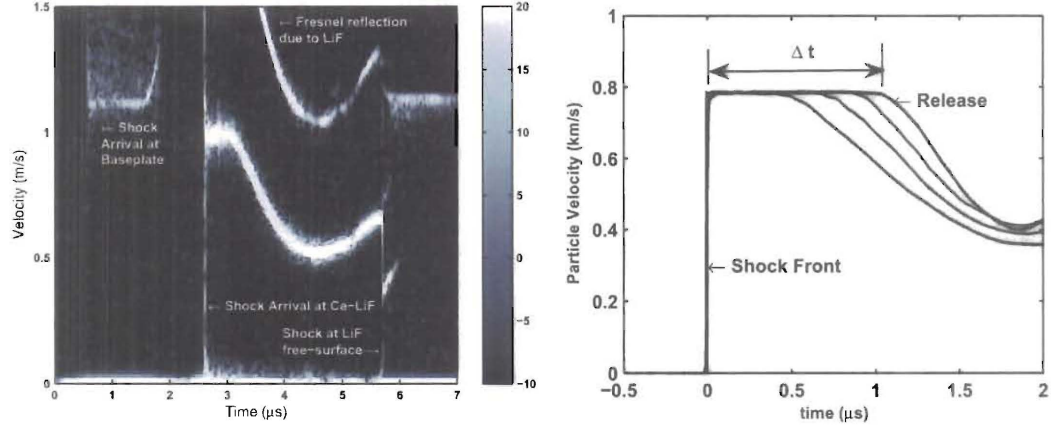 Fresnel reflection
due to LiF
Shock
Arrival at
Baseplate
Shock Arrival at Ce-LiF
Shock at LiF
free-surface
Velocity (m/s)
1.5
1
0.5
0
0 1 2 3 4 5 6 7
Time (μs)
20
15
10
5
0
−5
−10
Δ t
Release
Shock Front
Particle Velocity (km/s)
1
0.8
0.6
0.4
0.2
0
−0.5 0 0.5 1 1.5 2
time (μs)